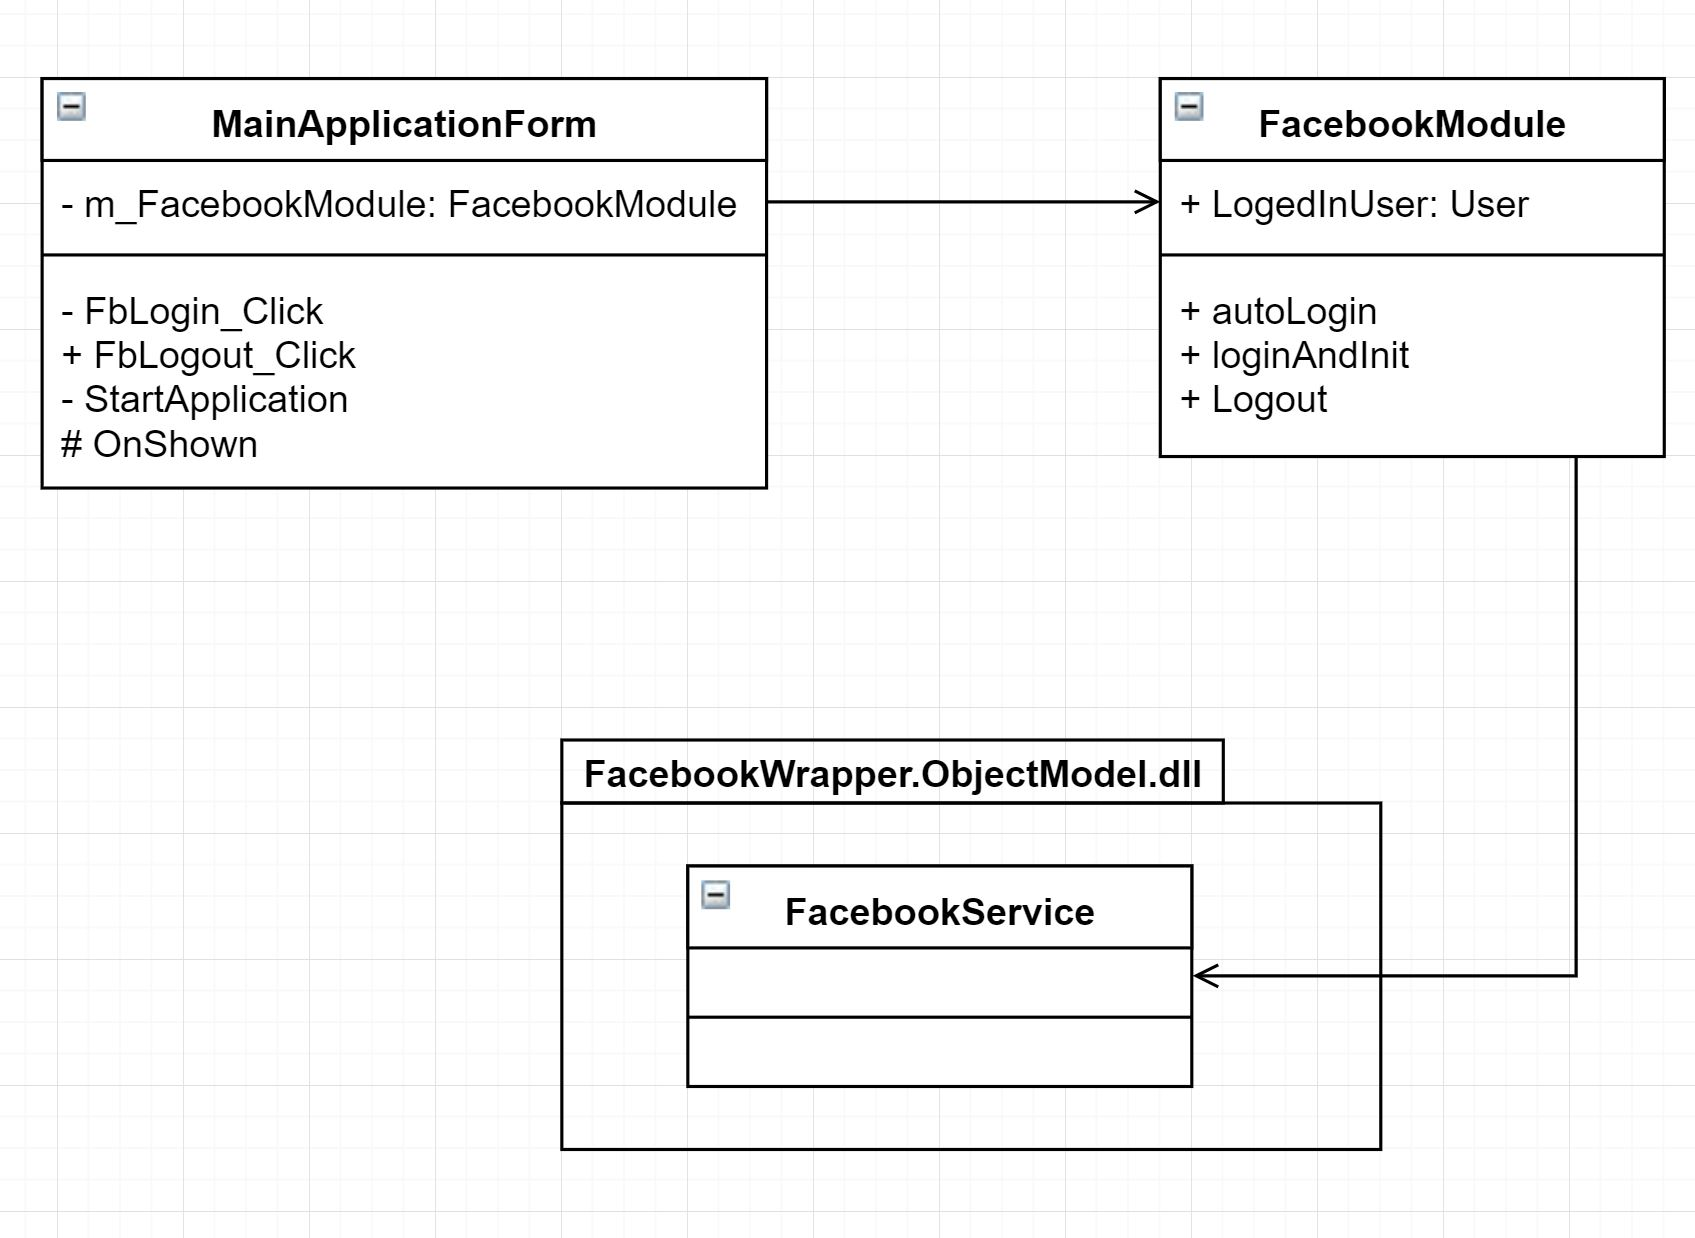 MainApplicationForm
- m_FacebookModule: FacebookModule
- FbLogin_Click
+ FbLogout_Click
- StartApplication
# OnShown
FacebookModule
+ LogedInUser: User
+ autoLogin
+ loginAndInit
+ Logout
FacebookWrapper.ObjectModel.dll
FacebookService